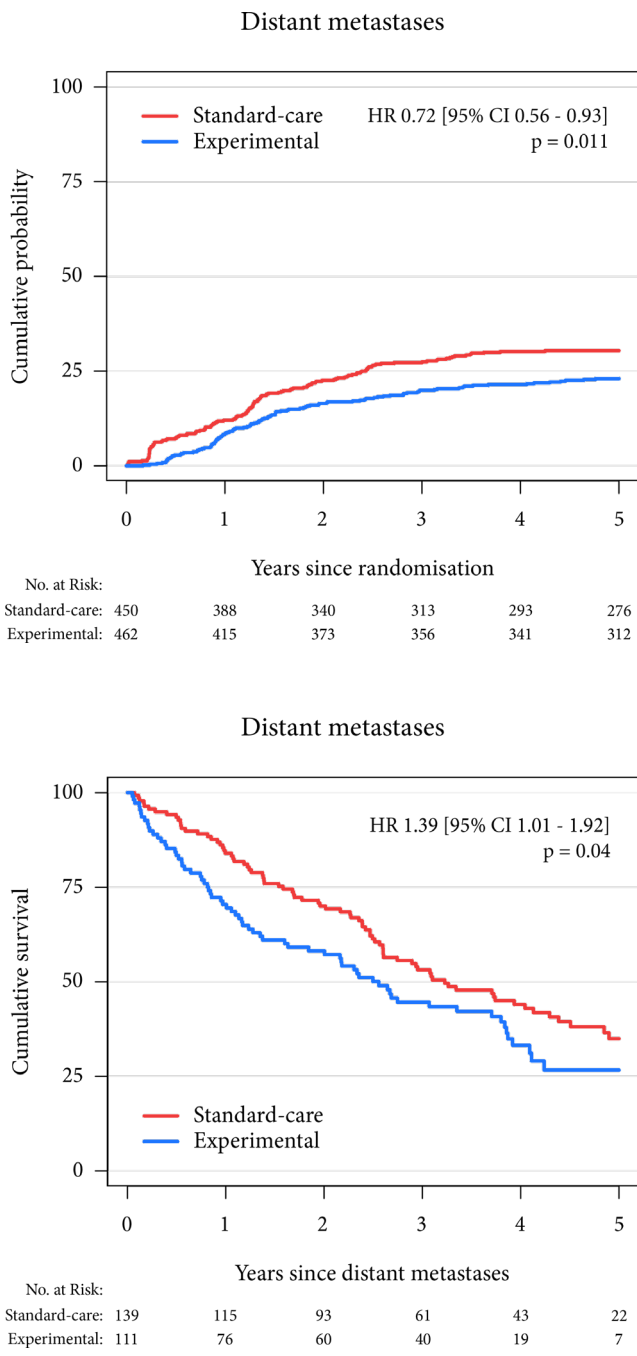 Distant metastases
100
75
50
25
0
Cumulative probability
Standard-care
Experimental
HR 0.72 [95% CI 0.56 - 0.93]
p = 0.011
0 1 2 3 4 5
Years since randomisation
No. at Risk:
Standard-care: 450 388 340 313 293 276
Experimental: 462 415 373 356 341 312
Distant metastases
100
75
50
25
0
Cumulative survival
HR 1.39 [95% CI 1.01 - 1.92]
p = 0.04
Standard-care
Experimental
0 1 2 3 4 5
Years since distant metastases
No. at Risk:
Standard-care: 139 115 93 61 43 22
Experimental: 111 76 60 40 19 7